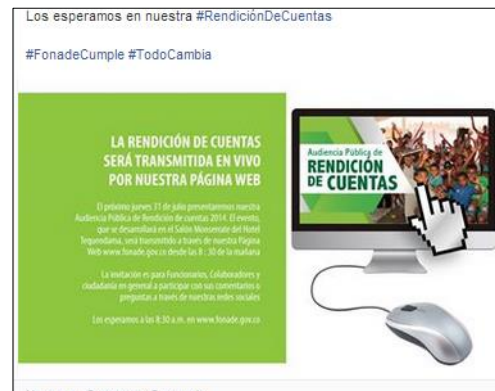 Los esperamos en nuestra #RendiciónDeCuentas
#FonadeCumple #TodoCambia
LA RENDICIÓN DE CUENTAS
SERÁ TRANSMITIDA EN VIVO
POR NUESTRA PÁGINA WEB
El próximo jueves 31 de julio presentaremos nuestra
Audiencia Pública de Rendición de cuentas 2014. El evento,
que se desarrollará en el Salón Monserrate del Hotel
Tequendama, será transmitido a través de nuestra Página
Web www.fonade.gov.co desde las 8 : 30 de la mañana
La invitación es para Funcionarios, Colaboradores y
ciudadanía en general a participar con sus comentarios o
preguntas a través de nuestras redes sociales
Los esperamos a las 8:30 a.m. en www.fonade.gov.co
Audiencia Pública de
RENDICIÓN
DE CUENTAS